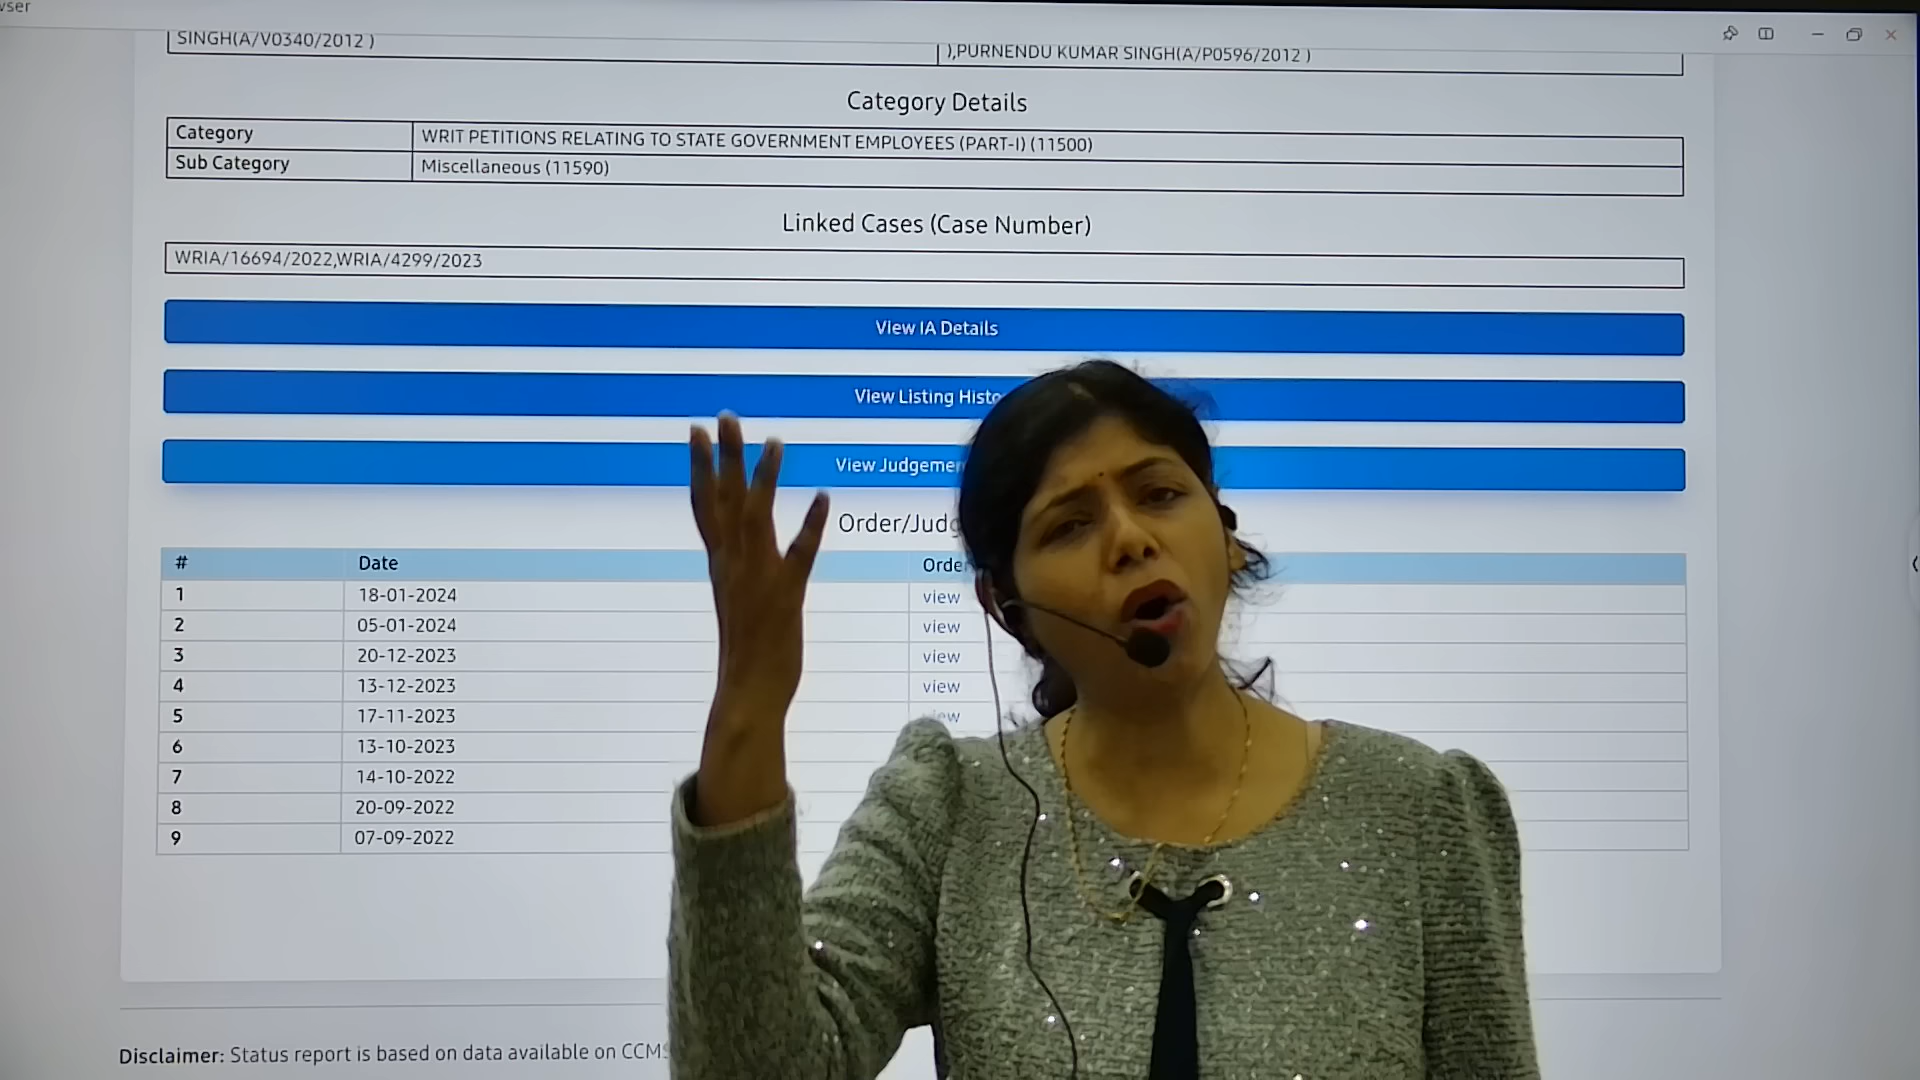 SINGH(A/V0340/2012 )
),PURNENDU KUMAR SINGH(A/P0596/2012 )
Category Details
Category WRIT PETITIONS RELATING TO STATE GOVERNMENT EMPLOYEES (PART-I) (11500)
Sub Category Miscellaneous (11590)
Linked Cases (Case Number)
WRIA/16694/2022,WRIA/4299/2023
View IA Details
View Listing Histo
View Judgemen
Order/Judg
# Date Order
1 18-01-2024 view
2 05-01-2024 view
3 20-12-2023 view
4 13-12-2023 view
5 17-11-2023 view
6 13-10-2023
7 14-10-2022
8 20-09-2022
9 07-09-2022
Disclaimer: Status report is based on data available on CCMS